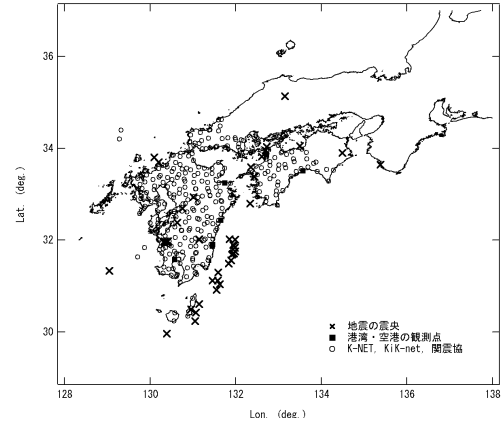 36
34
32
30
Lat. (deg.)
× 地震の震央
■ 港湾・空港の観測点
○ K-NET, KiK-net, 関震協
128 130 132 134 136 138
Lon. (deg.)